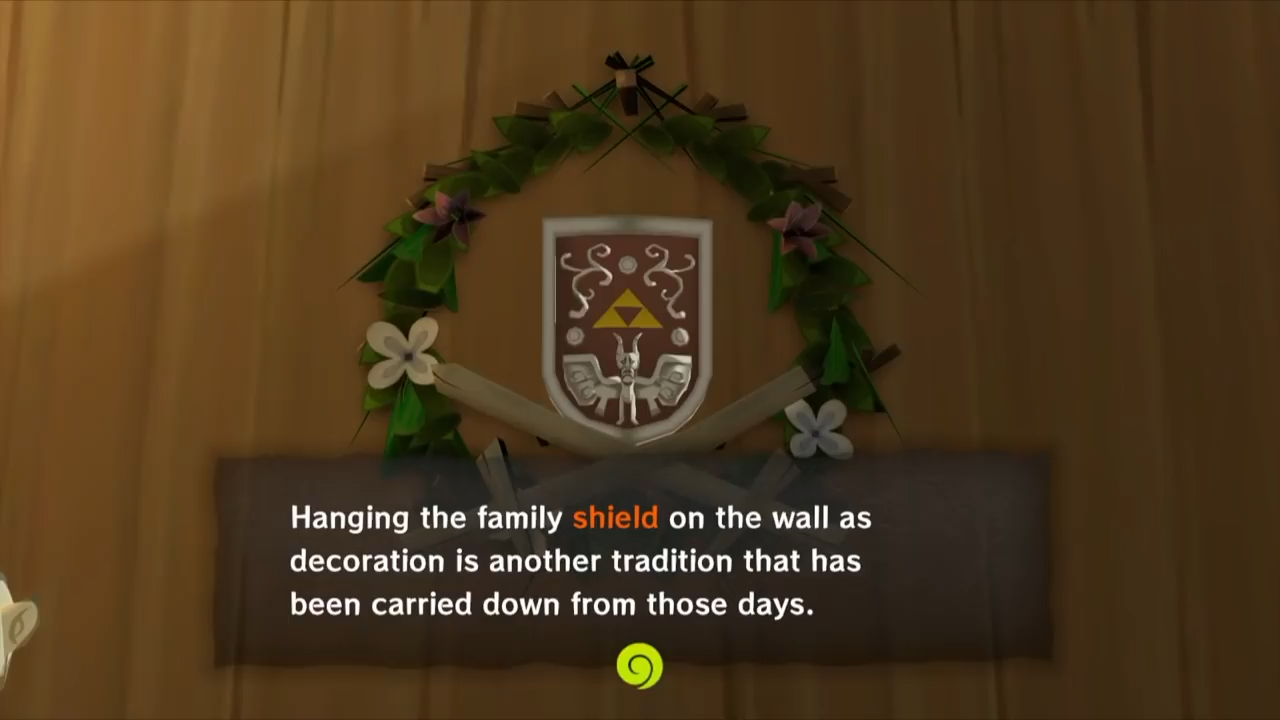 Hanging the family shield on the wall as
decoration is another tradition that has
been carried down from those days.